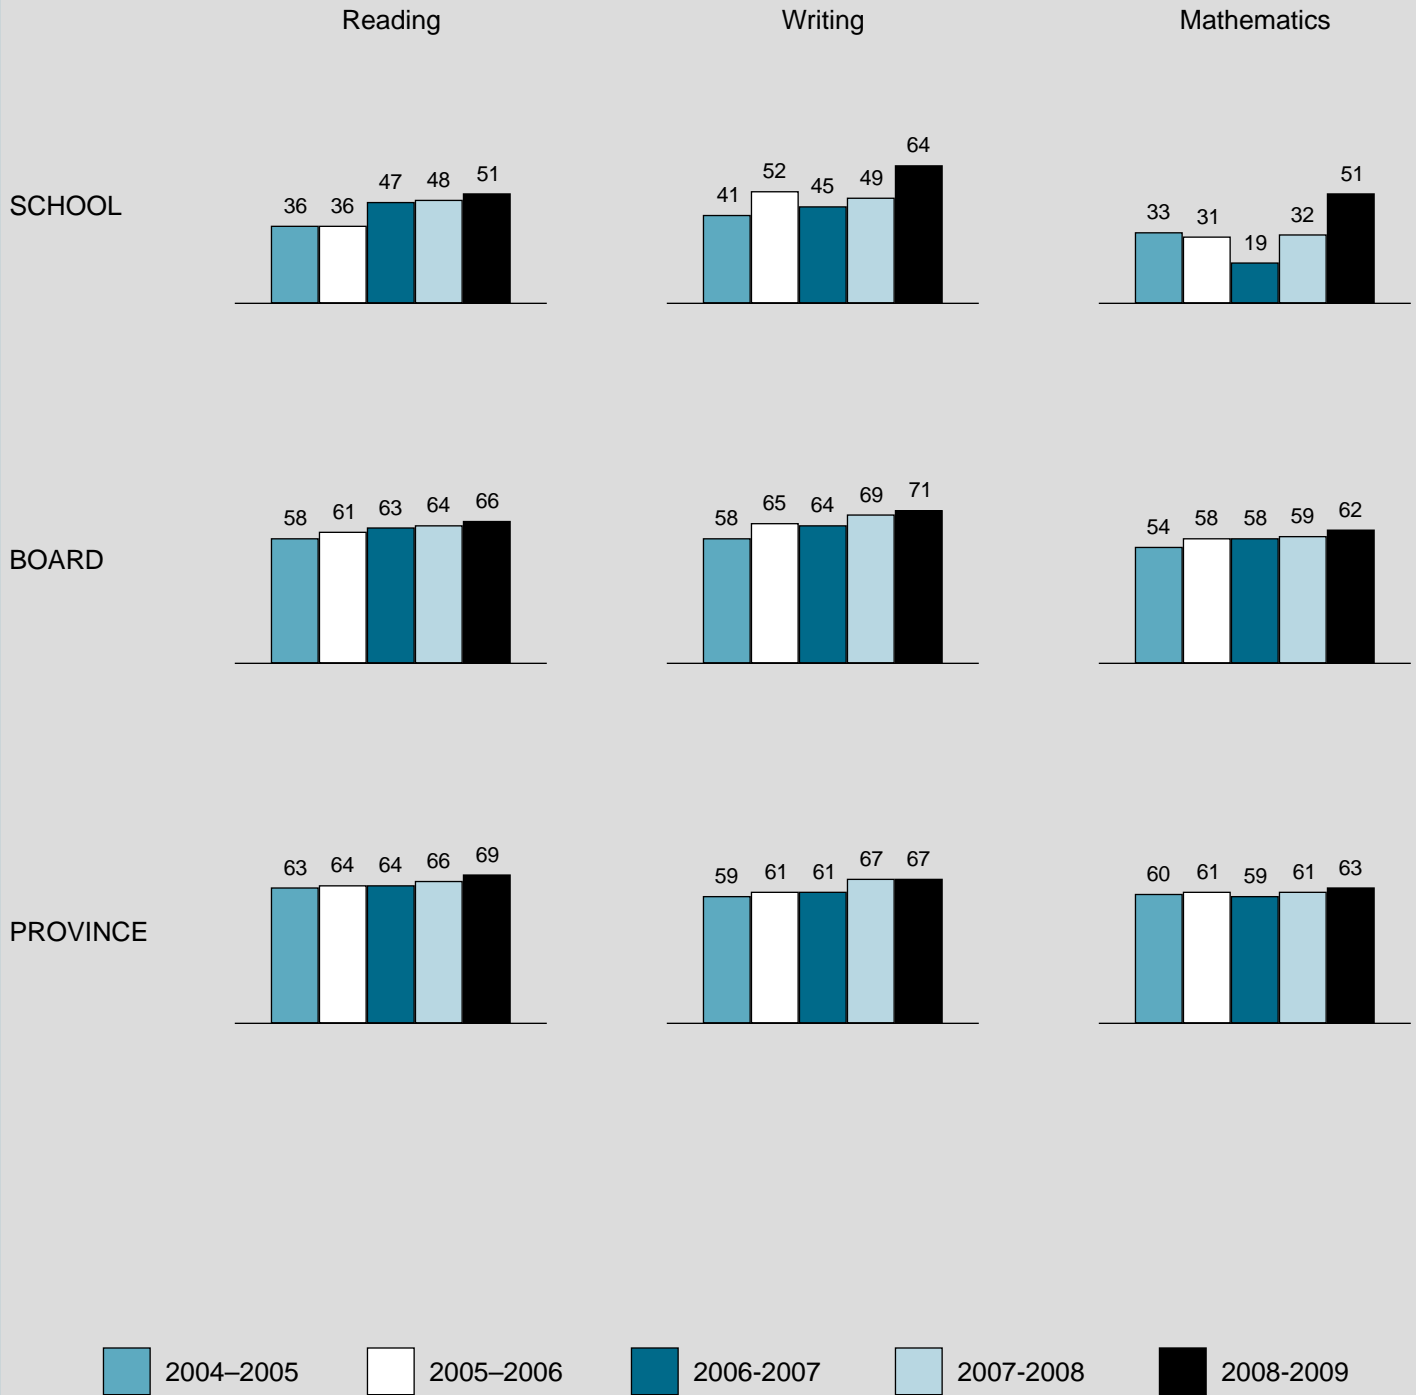 Reading Writing Mathematics
SCHOOL
36 36 47 48 51
41 52 45 49 64
33 31 19 32 51
BOARD
58 61 63 64 66
58 65 64 69 71
54 58 58 59 62
PROVINCE
63 64 64 66 69
59 61 61 67 67
60 61 59 61 63
2004–2005 2005–2006 2006-2007 2007-2008 2008-2009